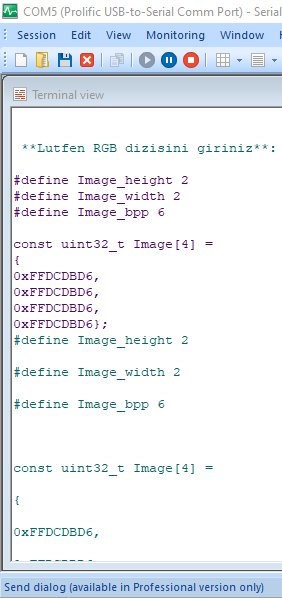 COM5 (Prolific USB-to-Serial Comm Port) - Serial
Session Edit Monitoring Window
Terminal view
**Lutfen RGB dizisini giriniz**:
#define Image_height 2
#define Image_width 2
#define Image_bpp 6
const uint32_t Image[4] =
{
0xFFDCDBD6,
0xFFDCDBD6,
0xFFDCDBD6,
0xFFDCDBD6};
#define Image_height 2
#define Image_width 2
#define Image_bpp 6
const uint32_t Image[4] =
{
0xFFDCDBD6,
Send dialog (available in Professional version only)